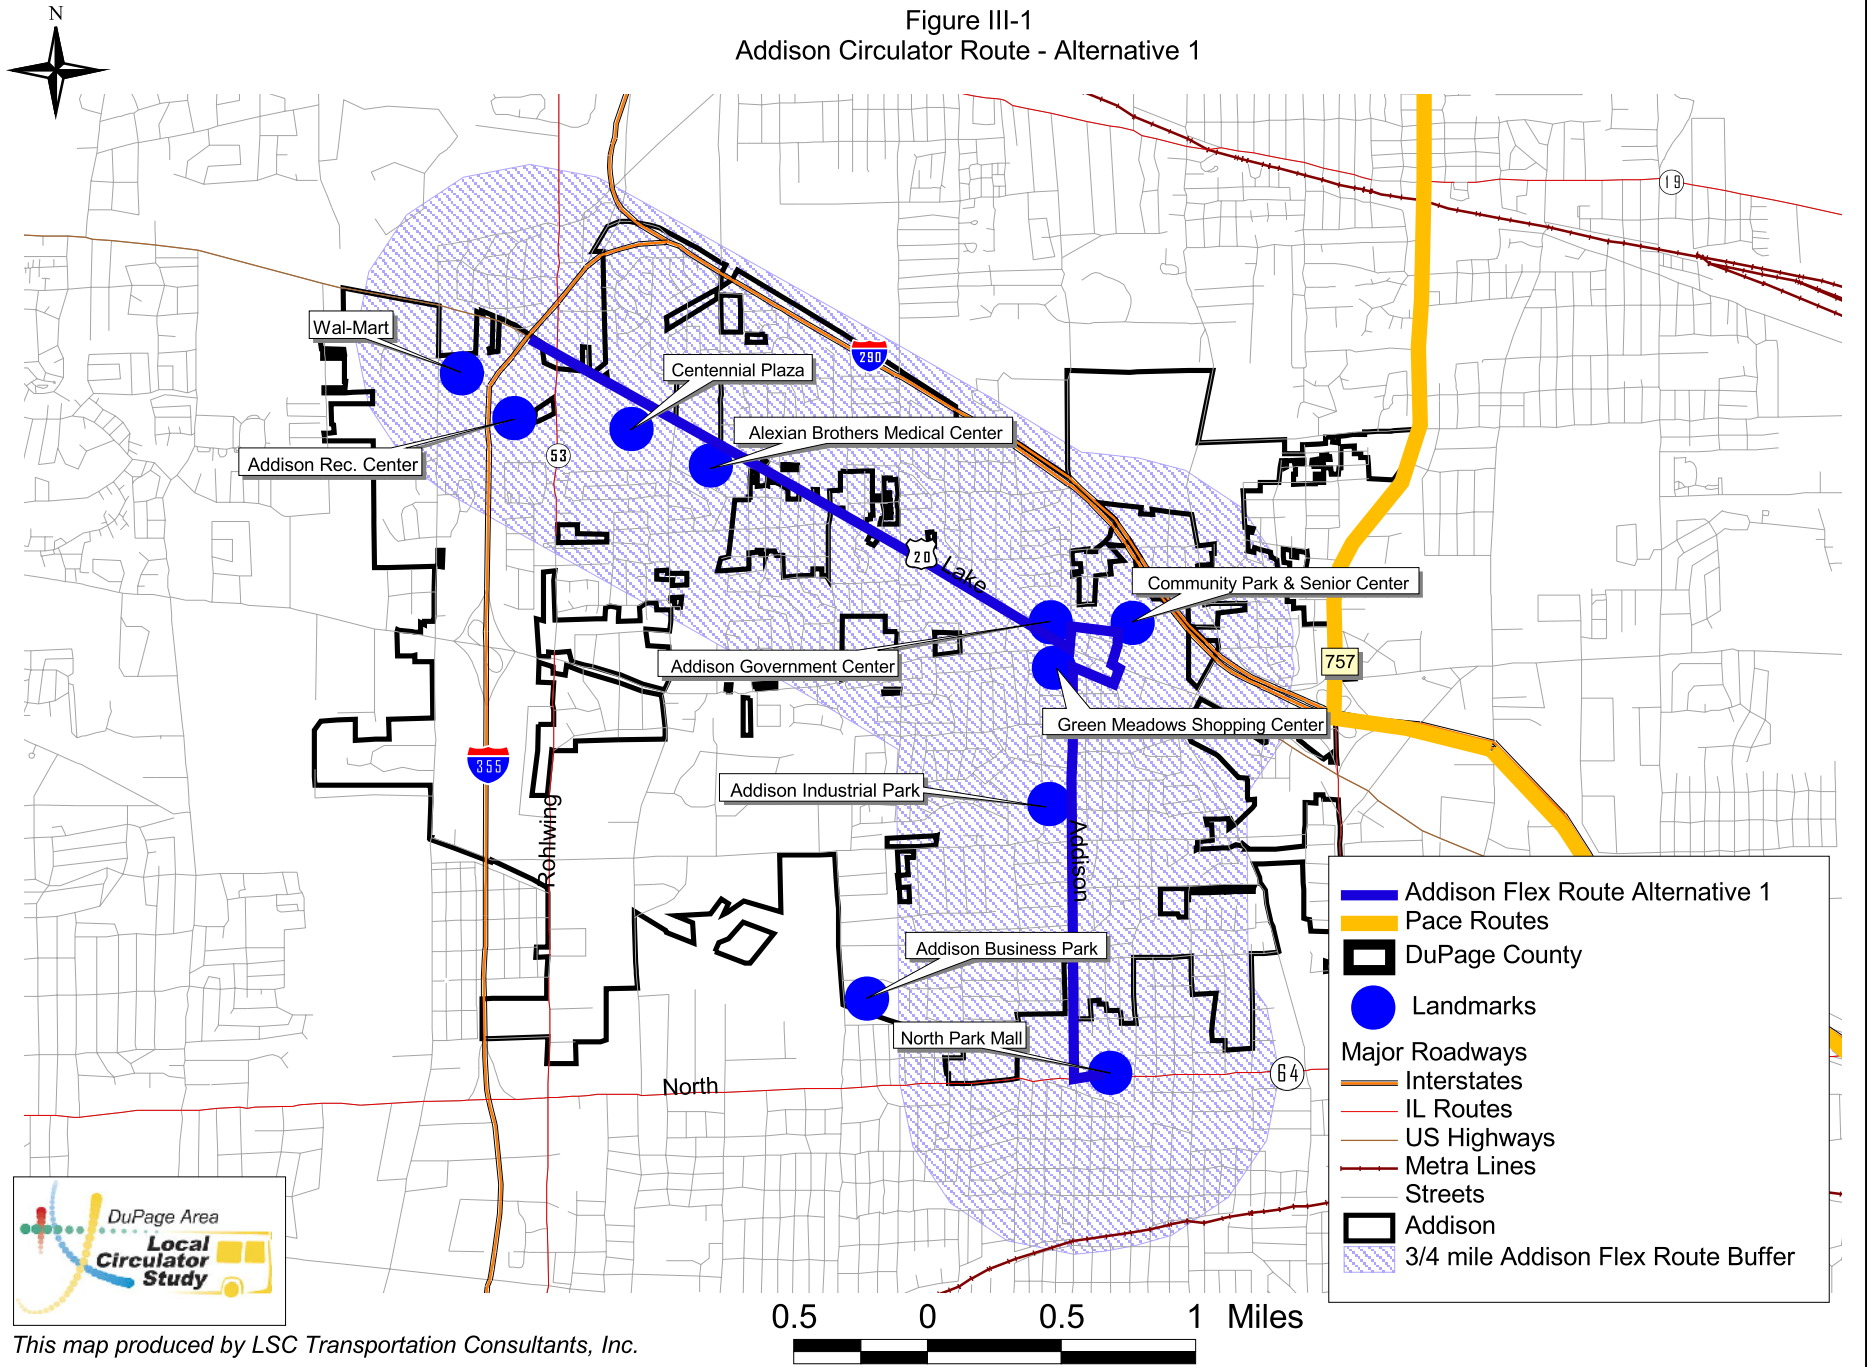 Figure III-1
Addison Circulator Route - Alternative 1
N
19
290
Wal-Mart
Centennial Plaza
Alexian Brothers Medical Center
Addison Rec. Center
53
20
Lake
Community Park & Senior Center
Addison Government Center
757
Green Meadows Shopping Center
355
Addison Industrial Park
Rohlwing
Addison
Addison Business Park
North Park Mall
North
64
Addison Flex Route Alternative 1
Pace Routes
DuPage County
Landmarks
Major Roadways
Interstates
IL Routes
US Highways
Metra Lines
Streets
Addison
3/4 mile Addison Flex Route Buffer
DuPage Area
Local
Circulator
Study
0.5 0 0.5 1 Miles
This map produced by LSC Transportation Consultants, Inc.